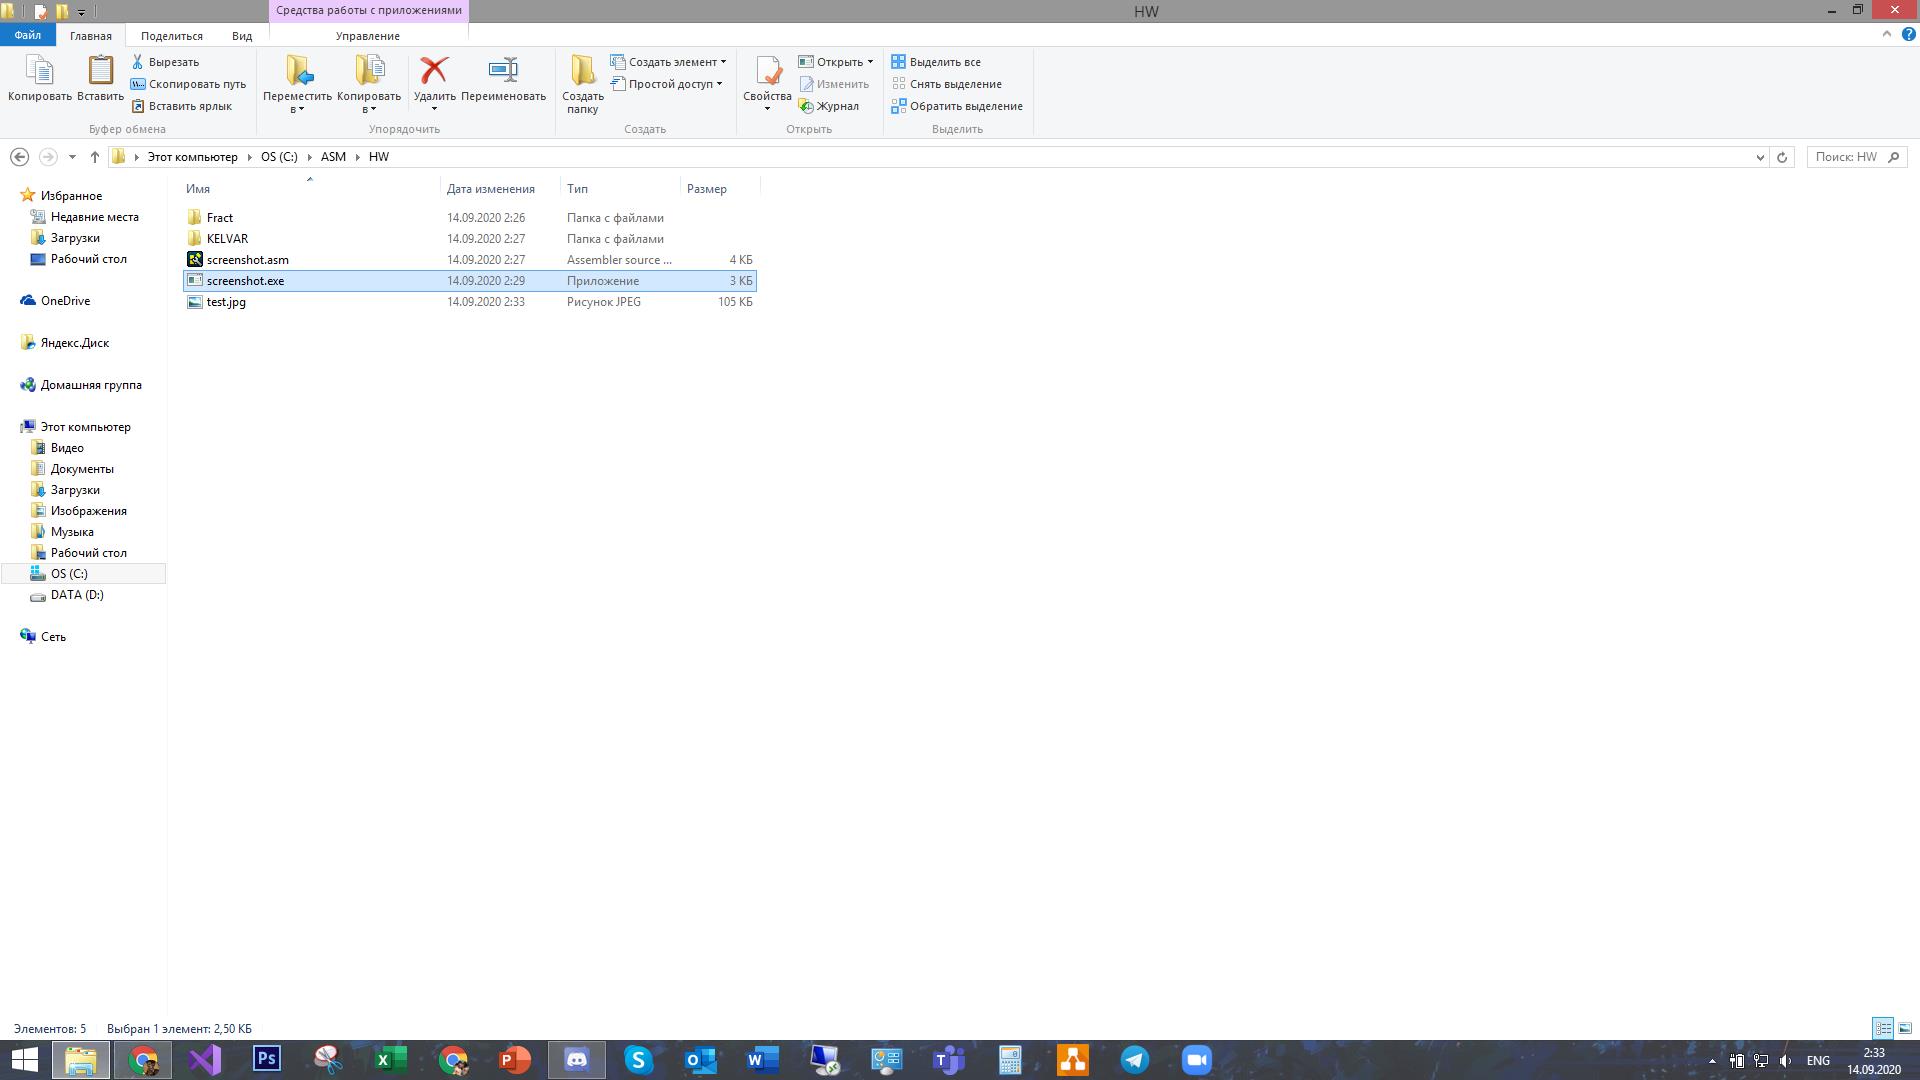 Средства работы с приложениями
HW
Файл
Главная
Поделиться
Вид
Управление
Копировать
Вставить
Вырезать
Скопировать путь
Вставить ярлык
Буфер обмена
Переместить в
Копировать в
Удалить
Переименовать
Упорядочить
Создать папку
Создать элемент
Простой доступ
Создать
Свойства
Открыть
Изменить
Журнал
Открыть
Выделить все
Снять выделение
Обратить выделение
Выделить
Этот компьютер
OS (C:)
ASM
HW
Поиск: HW
Имя
Дата изменения
Тип
Размер
Fract 14.09.2020 2:26 Папка с файлами
KELVAR 14.09.2020 2:27 Папка с файлами
screenshot.asm 14.09.2020 2:27 Assembler source ... 4 КБ
screenshot.exe 14.09.2020 2:29 Приложение 3 КБ
test.jpg 14.09.2020 2:33 Рисунок JPEG 105 КБ
Избранное
Недавние места
Загрузки
Рабочий стол
OneDrive
Яндекс.Диск
Домашняя группа
Этот компьютер
Видео
Документы
Загрузки
Изображения
Музыка
Рабочий стол
OS (C:)
DATA (D:)
Сеть
Элементов: 5
Выбран 1 элемент: 2,50 КБ
ENG
2:33
14.09.2020